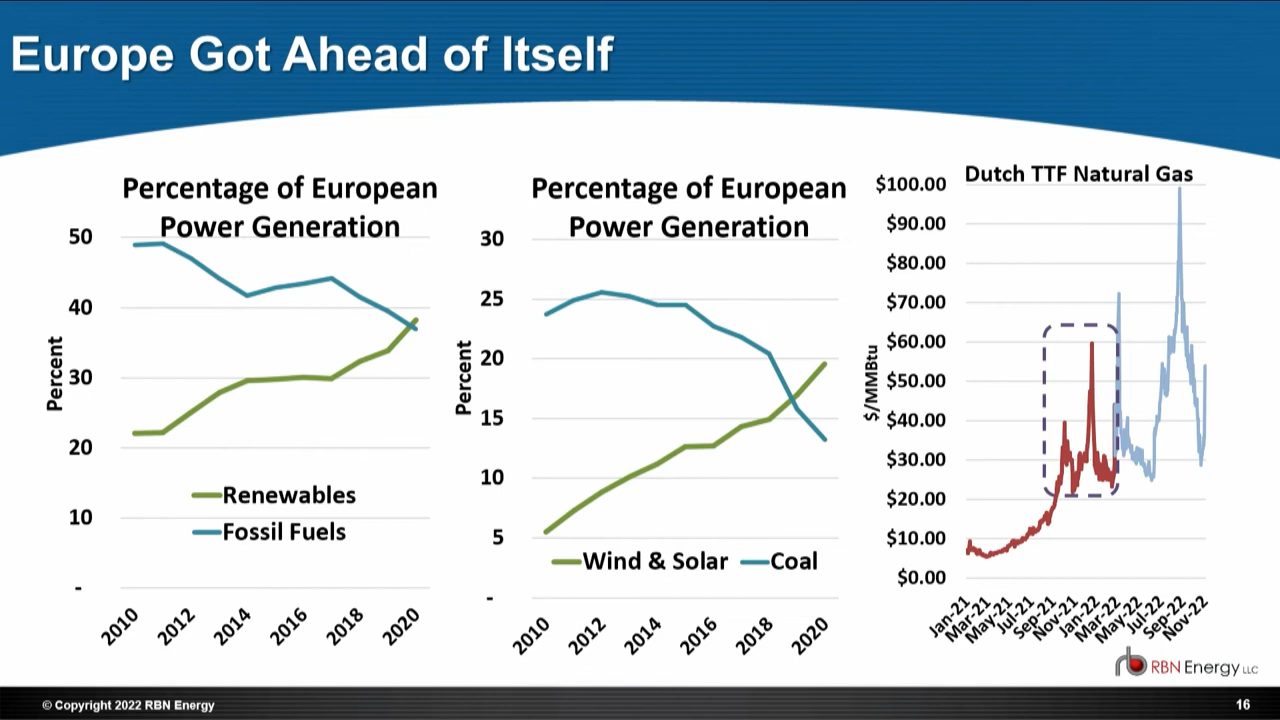 Europe Got Ahead of Itself
Percentage of European
Power Generation
50
40
30
20
10
-
Percent
Renewables
Fossil Fuels
2010
2012
2014
2016
2018
2020
Percentage of European
Power Generation
30
25
20
15
10
5
-
Percent
Wind & Solar
Coal
2010
2012
2014
2016
2018
2020
Dutch TTF Natural Gas
$100.00
$90.00
$80.00
$70.00
$60.00
$50.00
$40.00
$30.00
$20.00
$10.00
$0.00
$/MMBtu
Jan-21
Mar-21
May-21
Jul-21
Sep-21
Nov-21
Jan-22
Mar-22
May-22
Jul-22
Sep-22
Nov-22
RBN Energy LLC
© Copyright 2022 RBN Energy
16